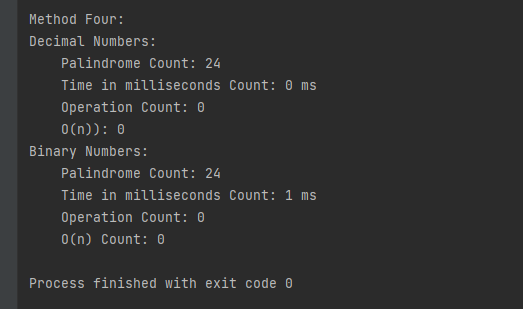 Method Four:
Decimal Numbers:
Palindrome Count: 24
Time in milliseconds Count: 0 ms
Operation Count: 0
O(n)): 0
Binary Numbers:
Palindrome Count: 24
Time in milliseconds Count: 1 ms
Operation Count: 0
O(n) Count: 0
Process finished with exit code 0